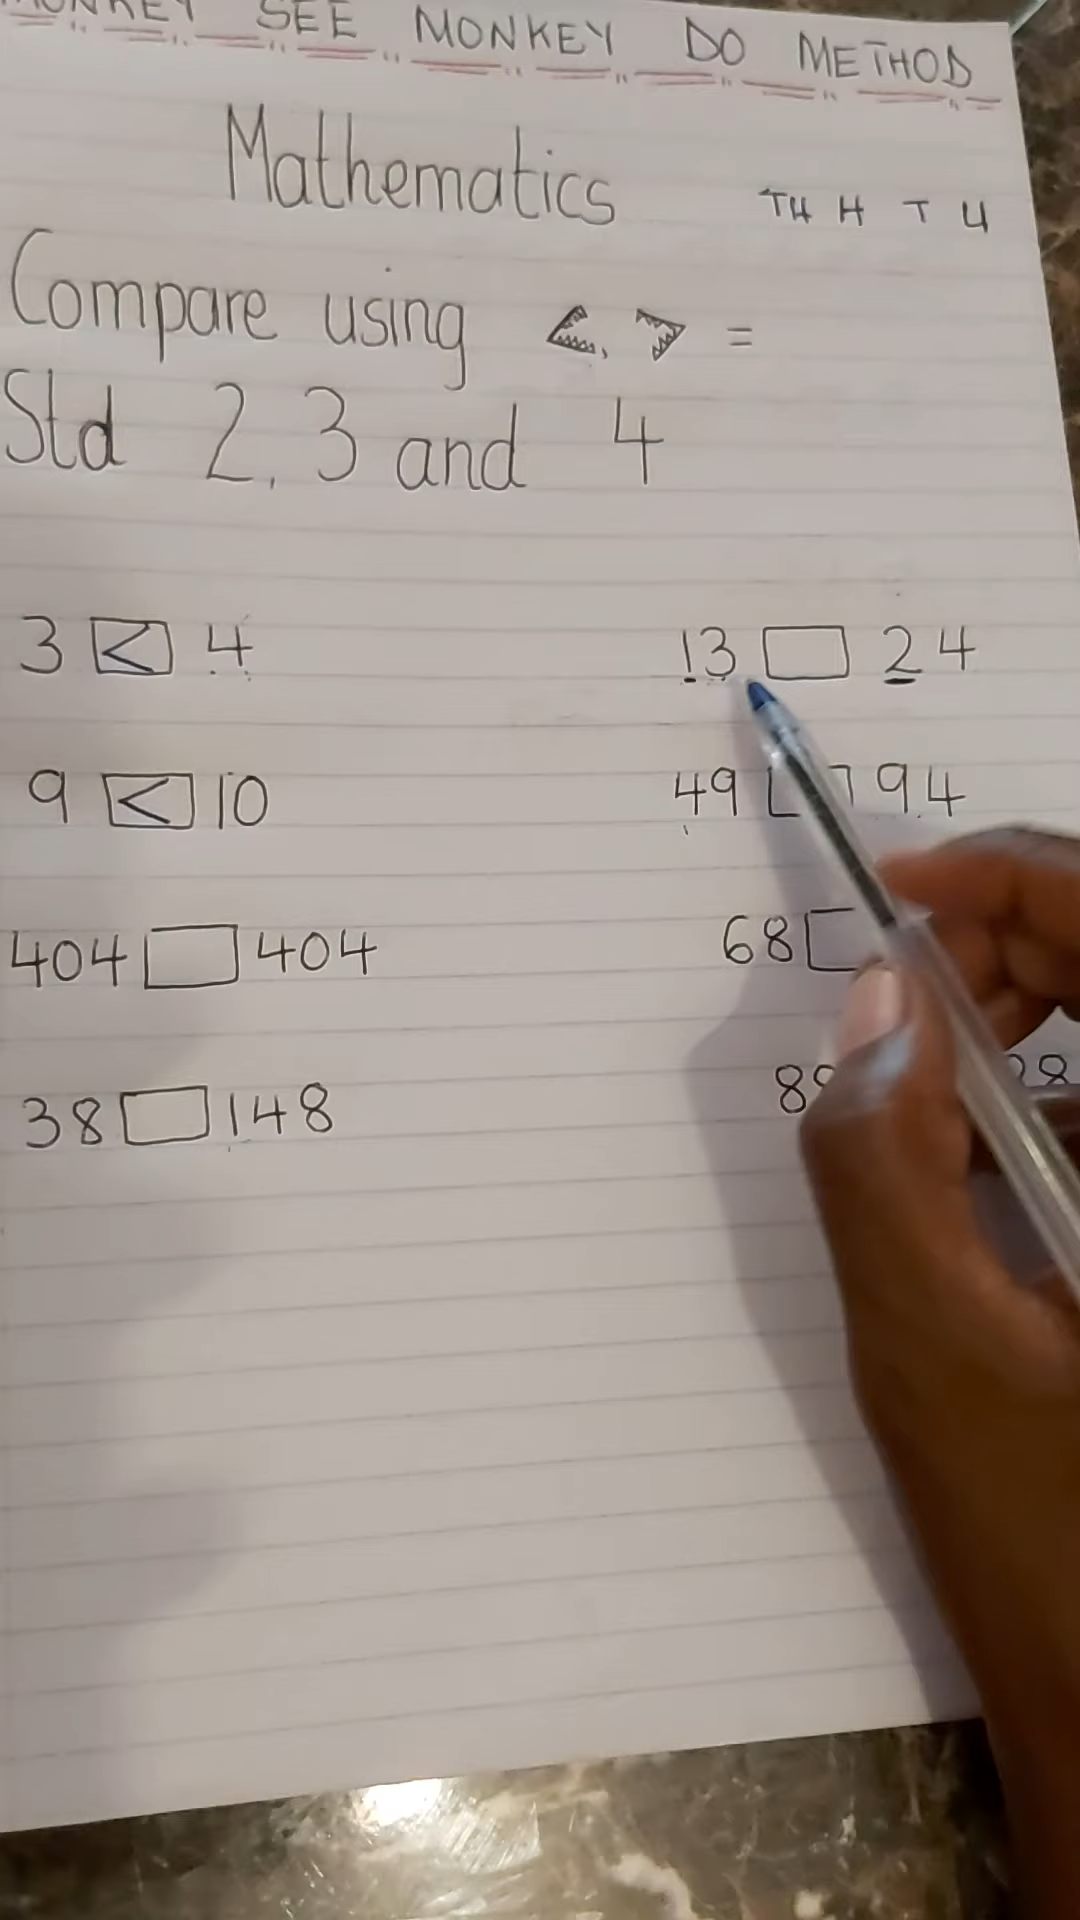 SEE MONKEY DO METHOD
Mathematics
TH H T U
Compare using <, > =
Std 2, 3 and 4
3 < 4 13 24
9 < 10 49 94
404 404 68
38 148